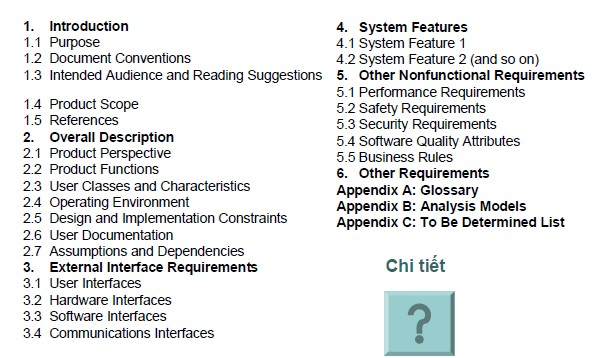 1. Introduction
1.1 Purpose
1.2 Document Conventions
1.3 Intended Audience and Reading Suggestions
1.4 Product Scope
1.5 References
2. Overall Description
2.1 Product Perspective
2.2 Product Functions
2.3 User Classes and Characteristics
2.4 Operating Environment
2.5 Design and Implementation Constraints
2.6 User Documentation
2.7 Assumptions and Dependencies
3. External Interface Requirements
3.1 User Interfaces
3.2 Hardware Interfaces
3.3 Software Interfaces
3.4 Communications Interfaces
4. System Features
4.1 System Feature 1
4.2 System Feature 2 (and so on)
5. Other Nonfunctional Requirements
5.1 Performance Requirements
5.2 Safety Requirements
5.3 Security Requirements
5.4 Software Quality Attributes
5.5 Business Rules
6. Other Requirements
Appendix A: Glossary
Appendix B: Analysis Models
Appendix C: To Be Determined List
Chi tiết
?